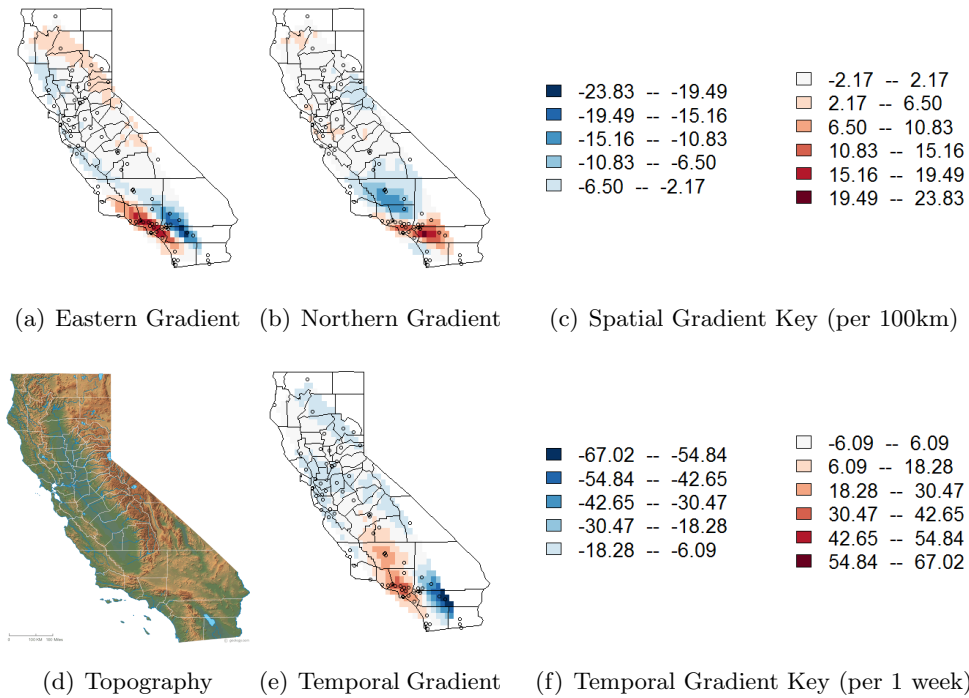 -23.83 -- -19.49
-19.49 -- -15.16
-15.16 -- -10.83
-10.83 -- -6.50
-6.50 -- -2.17
-2.17 -- 2.17
2.17 -- 6.50
6.50 -- 10.83
10.83 -- 15.16
15.16 -- 19.49
19.49 -- 23.83
(a) Eastern Gradient
(b) Northern Gradient
(c) Spatial Gradient Key (per 100km)
-67.02 -- -54.84
-54.84 -- -42.65
-42.65 -- -30.47
-30.47 -- -18.28
-18.28 -- -6.09
-6.09 -- 6.09
6.09 -- 18.28
18.28 -- 30.47
30.47 -- 42.65
42.65 -- 54.84
54.84 -- 67.02
(d) Topography
(e) Temporal Gradient
(f) Temporal Gradient Key (per 1 week)